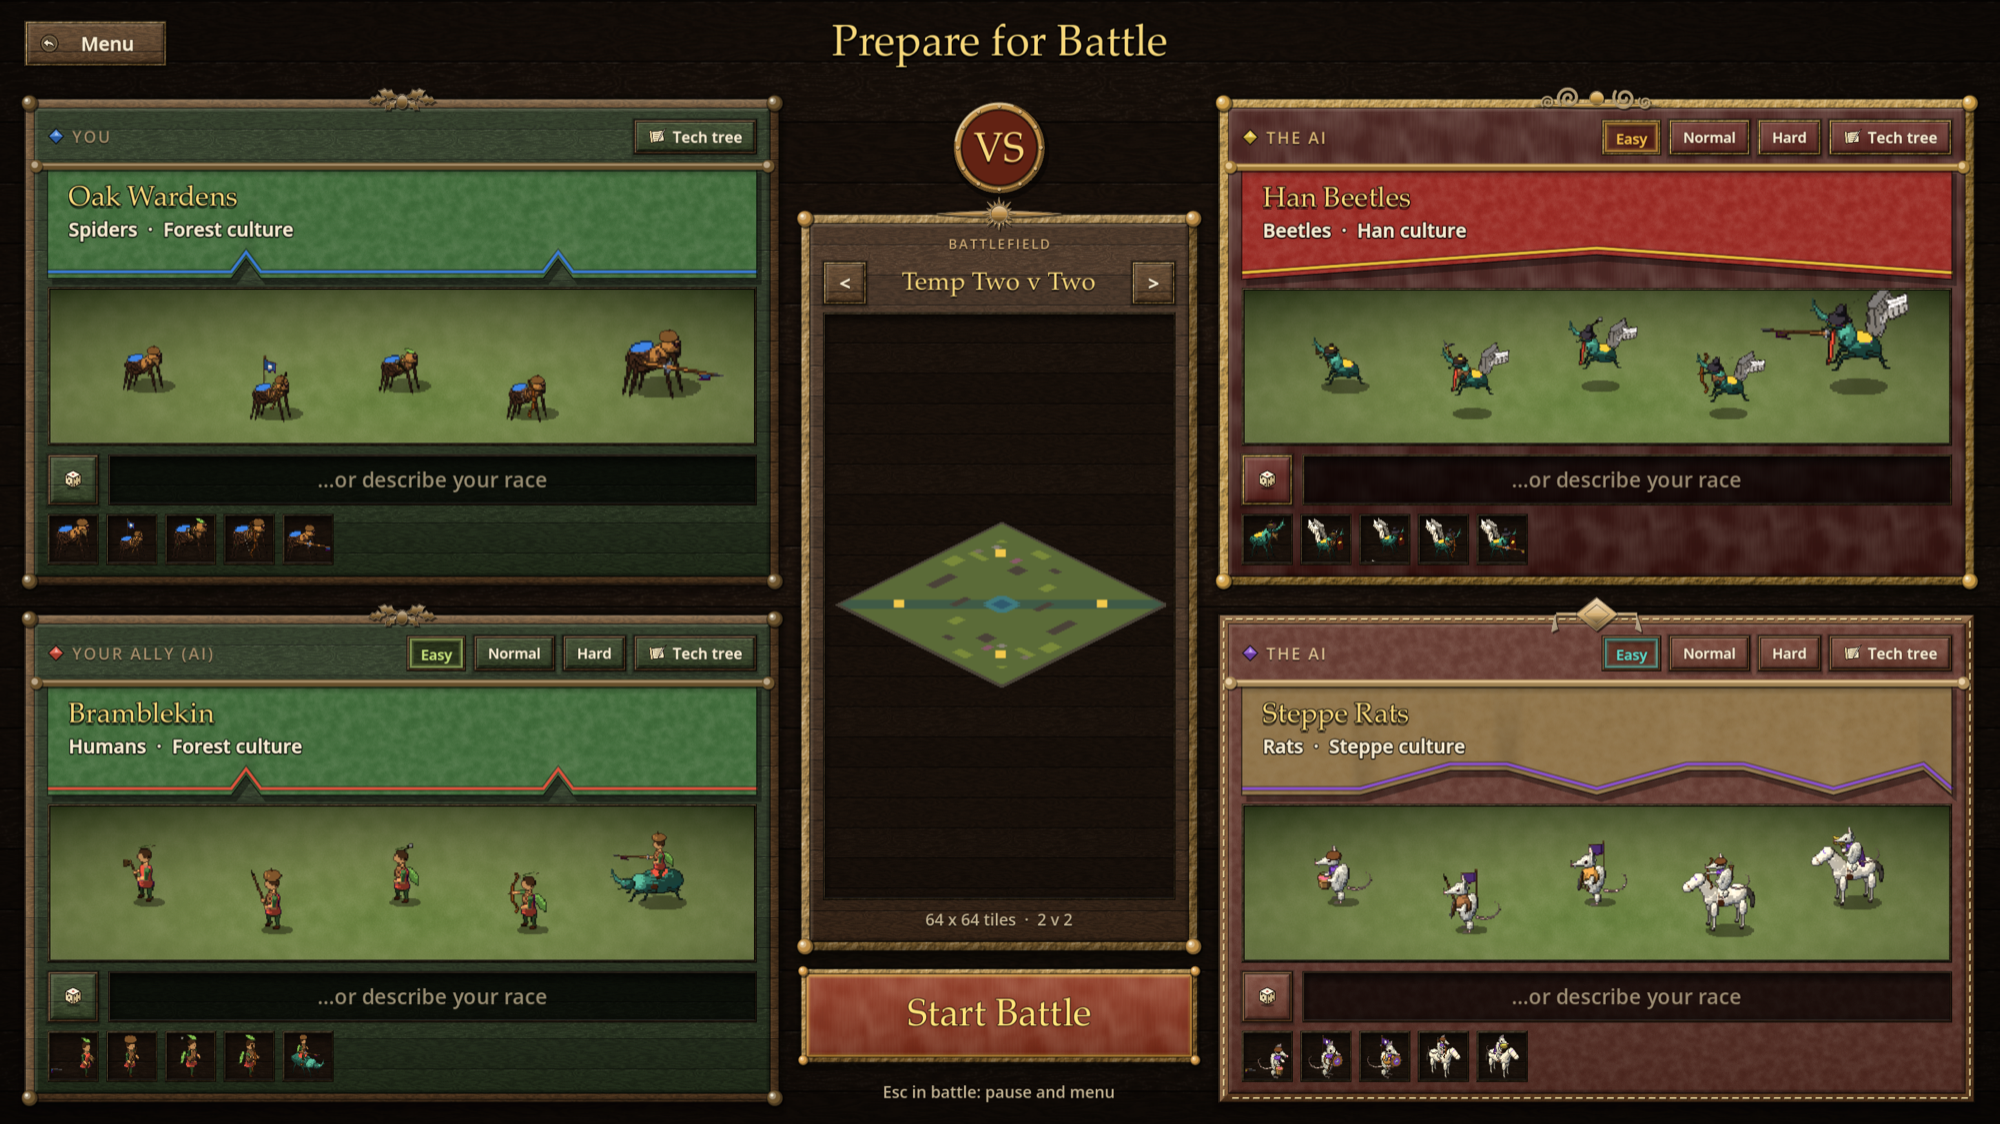 Menu
Prepare for Battle
YOU
Tech tree
Oak Wardens
Spiders · Forest culture
...or describe your race
YOUR ALLY (AI)
Easy
Normal
Hard
Tech tree
Bramblekin
Humans · Forest culture
...or describe your race
VS
BATTLEFIELD
<
Temp Two v Two
>
64 x 64 tiles · 2 v 2
Start Battle
Esc in battle: pause and menu
THE AI
Easy
Normal
Hard
Tech tree
Han Beetles
Beetles · Han culture
...or describe your race
THE AI
Easy
Normal
Hard
Tech tree
Steppe Rats
Rats · Steppe culture
...or describe your race